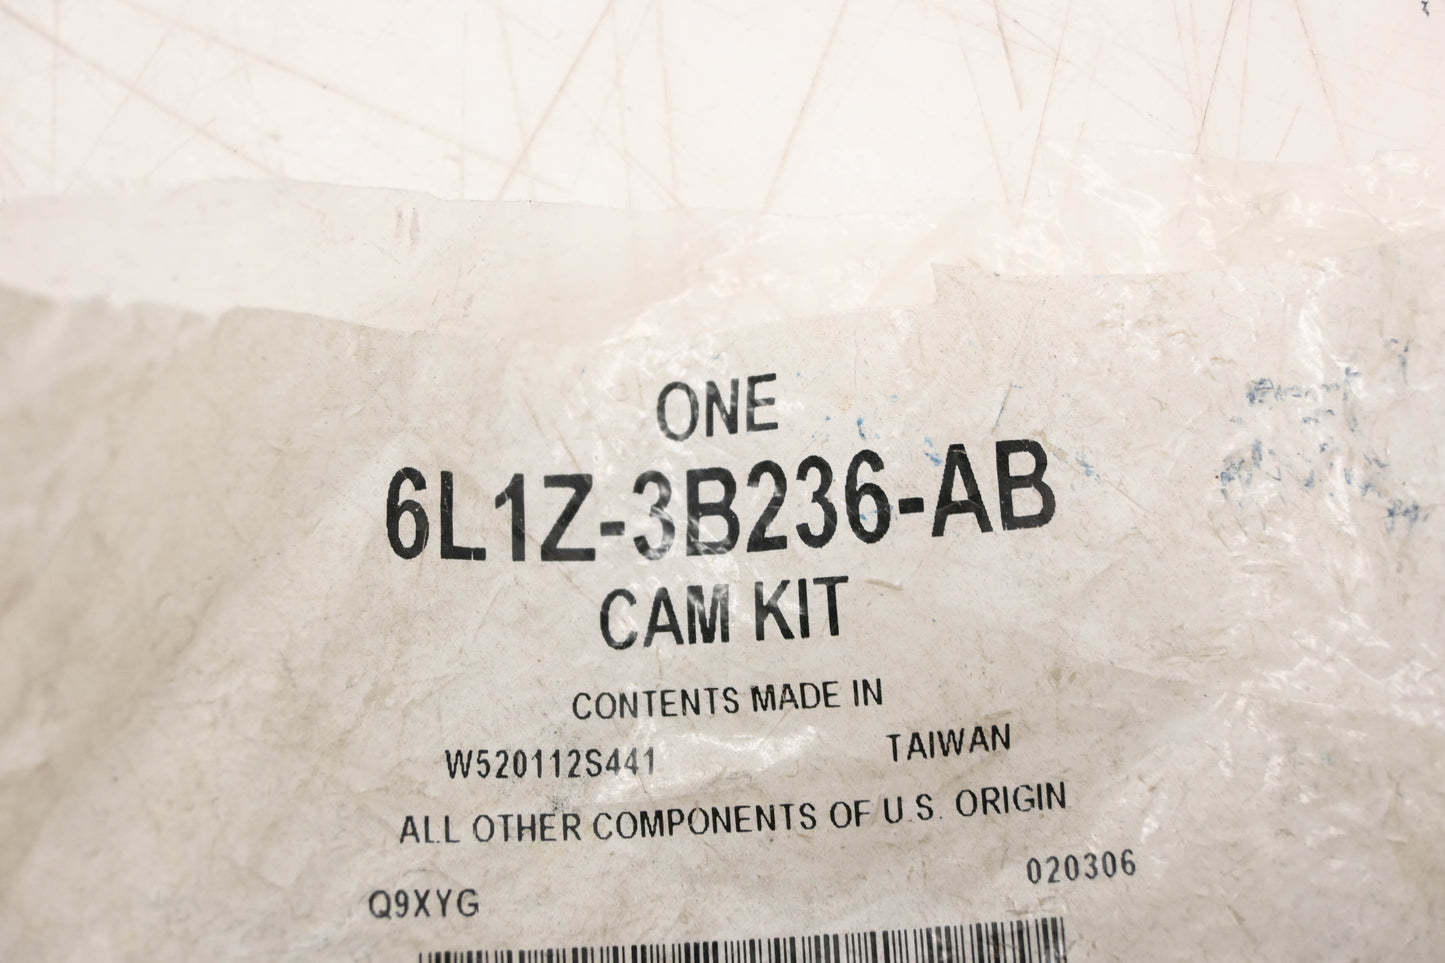 ONE
6L1Z-3B236-AB
CAM KIT
CONTENTS MADE IN
W520112S441 TAIWAN
ALL OTHER COMPONENTS OF U.S. ORIGIN
020306
Q9XYG